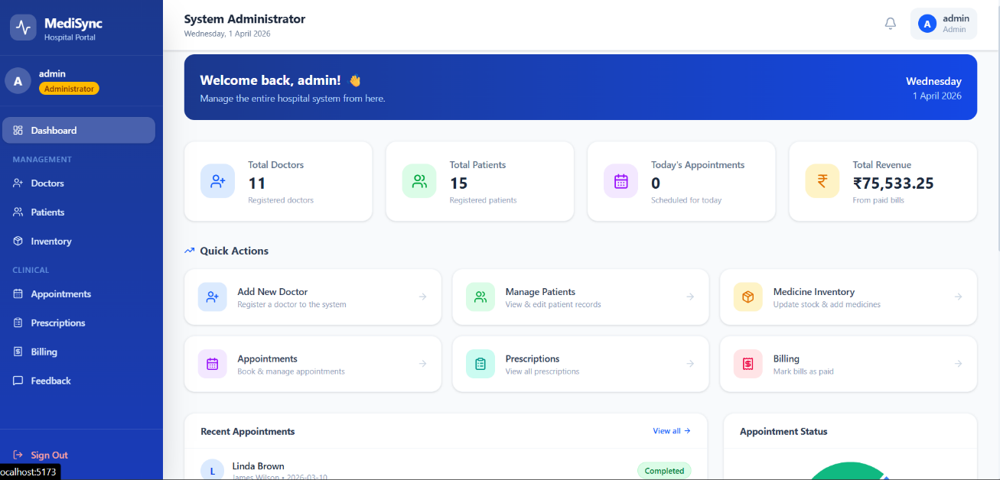 MediSync
Hospital Portal
A
admin
Administrator
Dashboard
MANAGEMENT
Doctors
Patients
Inventory
CLINICAL
Appointments
Prescriptions
Billing
Feedback
Sign Out
ocalhost:5173
System Administrator
Wednesday, 1 April 2026
A
admin
Admin
Welcome back, admin! 👋
Manage the entire hospital system from here.
Wednesday
1 April 2026
Total Doctors
11
Registered doctors
Total Patients
15
Registered patients
Today's Appointments
0
Scheduled for today
₹
Total Revenue
₹75,533.25
From paid bills
Quick Actions
Add New Doctor
Register a doctor to the system
Manage Patients
View & edit patient records
Medicine Inventory
Update stock & add medicines
Appointments
Book & manage appointments
Prescriptions
View all prescriptions
Billing
Mark bills as paid
Recent Appointments
View all →
L
Linda Brown
James Wilson • 2026-03-10
Completed
Appointment Status